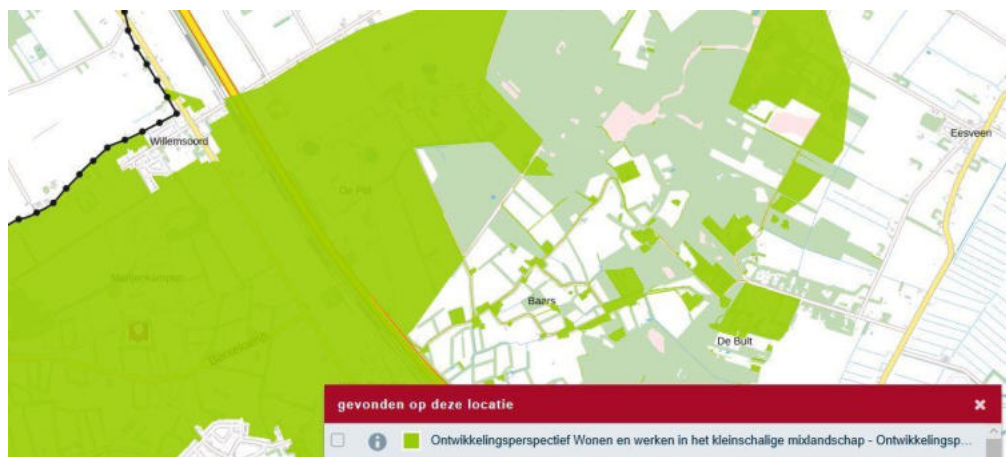 Willemsoord
Eesveen
De Pol
Marijenkampen
Baars
De Bult
gevonden op deze locatie
Ontwikkelingsperspectief Wonen en werken in het kleinschalige mixlandschap - Ontwikkelingsp...